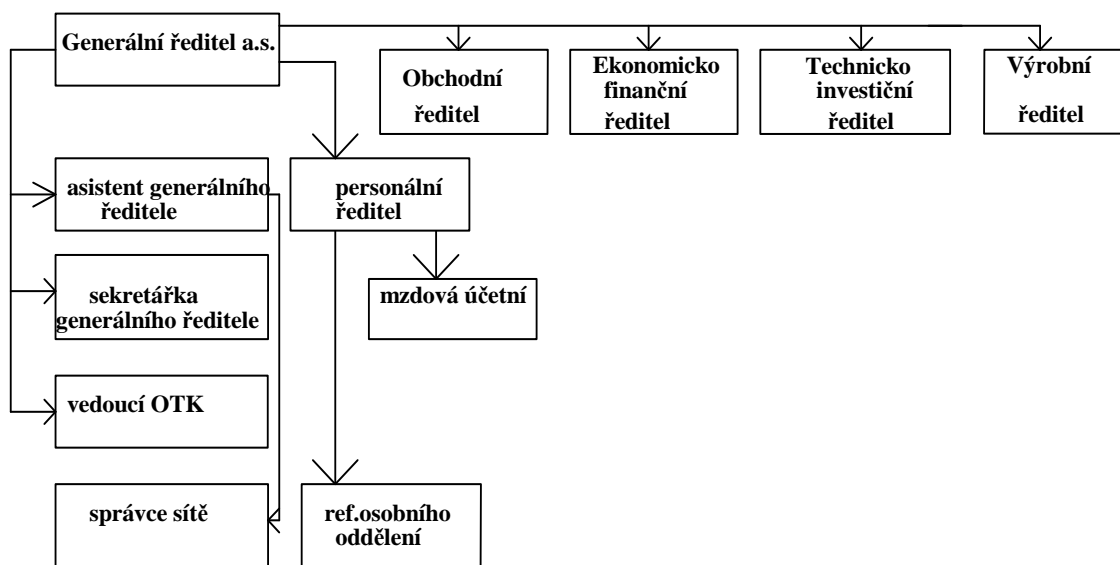 Generální ředitel a.s.
Obchodní
ředitel
Ekonomicko
finanční
ředitel
Technicko
investiční
ředitel
Výrobní
ředitel
asistent generálního
ředitele
personální
ředitel
sekretářka
generálního ředitele
mzdová účetní
vedoucí OTK
správce sítě
ref.osobního
oddělení